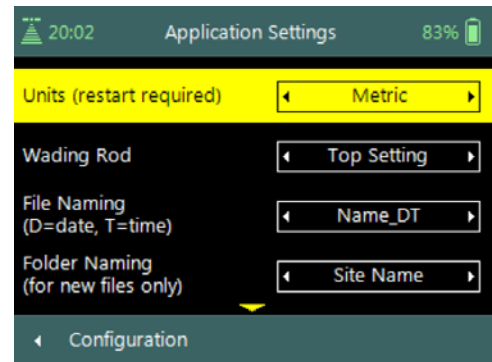 20:02 Application Settings 83%
Units (restart required) Metric
Wading Rod Top Setting
File Naming
(D=date, T=time) Name_DT
Folder Naming
(for new files only) Site Name
Configuration